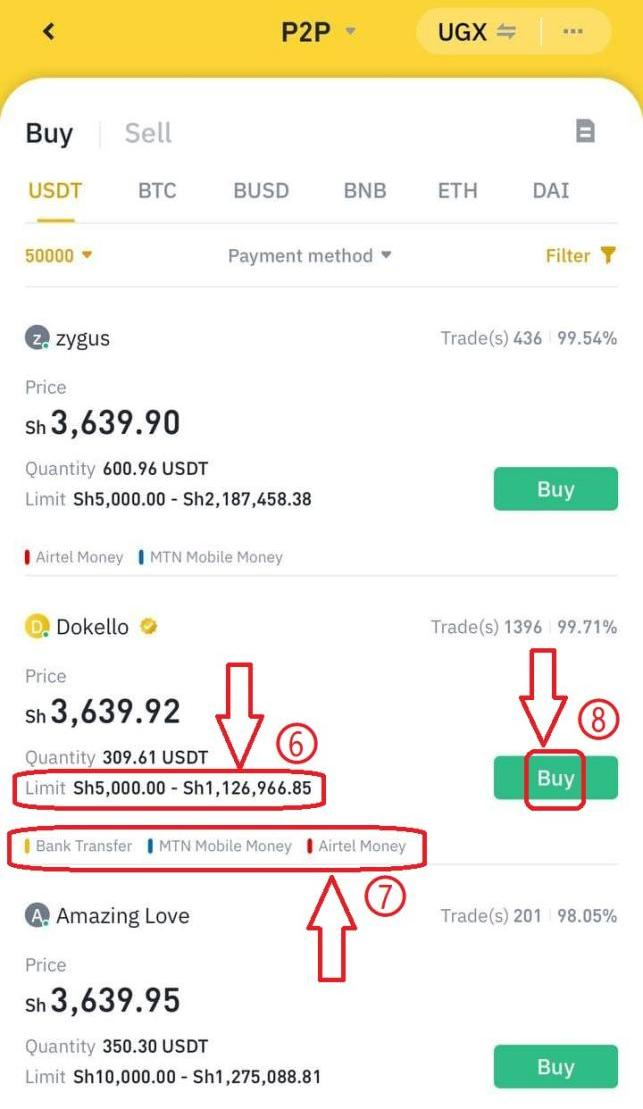 P2P UGX ...
Buy Sell
USDT BTC BUSD BNB ETH DAI
50000 Payment method Filter
z zygus Trade(s) 436 99.54%
Price
Sh 3,639.90
Quantity 600.96 USDT
Limit Sh5,000.00 - Sh2,187,458.38
Buy
Airtel Money MTN Mobile Money
D Dokello Trade(s) 1396 99.71%
Price
Sh 3,639.92
⑥ ⑧
Quantity 309.61 USDT
Limit Sh5,000.00 - Sh1,126,966.85
Buy
Bank Transfer MTN Mobile Money Airtel Money
⑦
A Amazing Love Trade(s) 201 98.05%
Price
Sh 3,639.95
Quantity 350.30 USDT
Limit Sh10,000.00 - Sh1,275,088.81
Buy